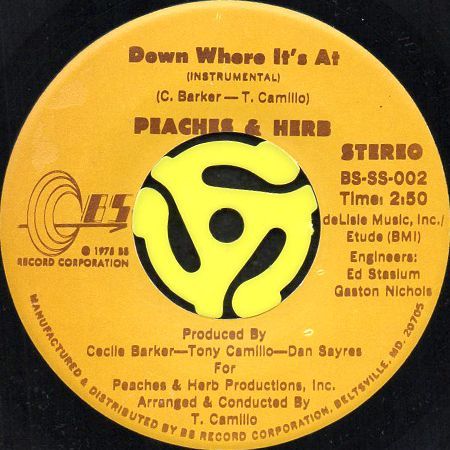 Down Where It's At
(INSTRUMENTAL)
(C. Barker — T. Camillo)
PEACHES & HERB
STEREO
BS-SS-002
Time: 2:50
deLisle Music, Inc./
Etude (BMI)
Engineers:
Ed Stasium
Gaston Nichols
BS
© 1976 BS
RECORD CORPORATION
Produced By
Cecile Barker—Tony Camillo—Dan Sayres
For
Peaches & Herb Productions, Inc.
Arranged & Conducted By
T. Camillo
MANUFACTURED & DISTRIBUTED BY BS RECORD CORPORATION, BELTSVILLE, MD. 20705